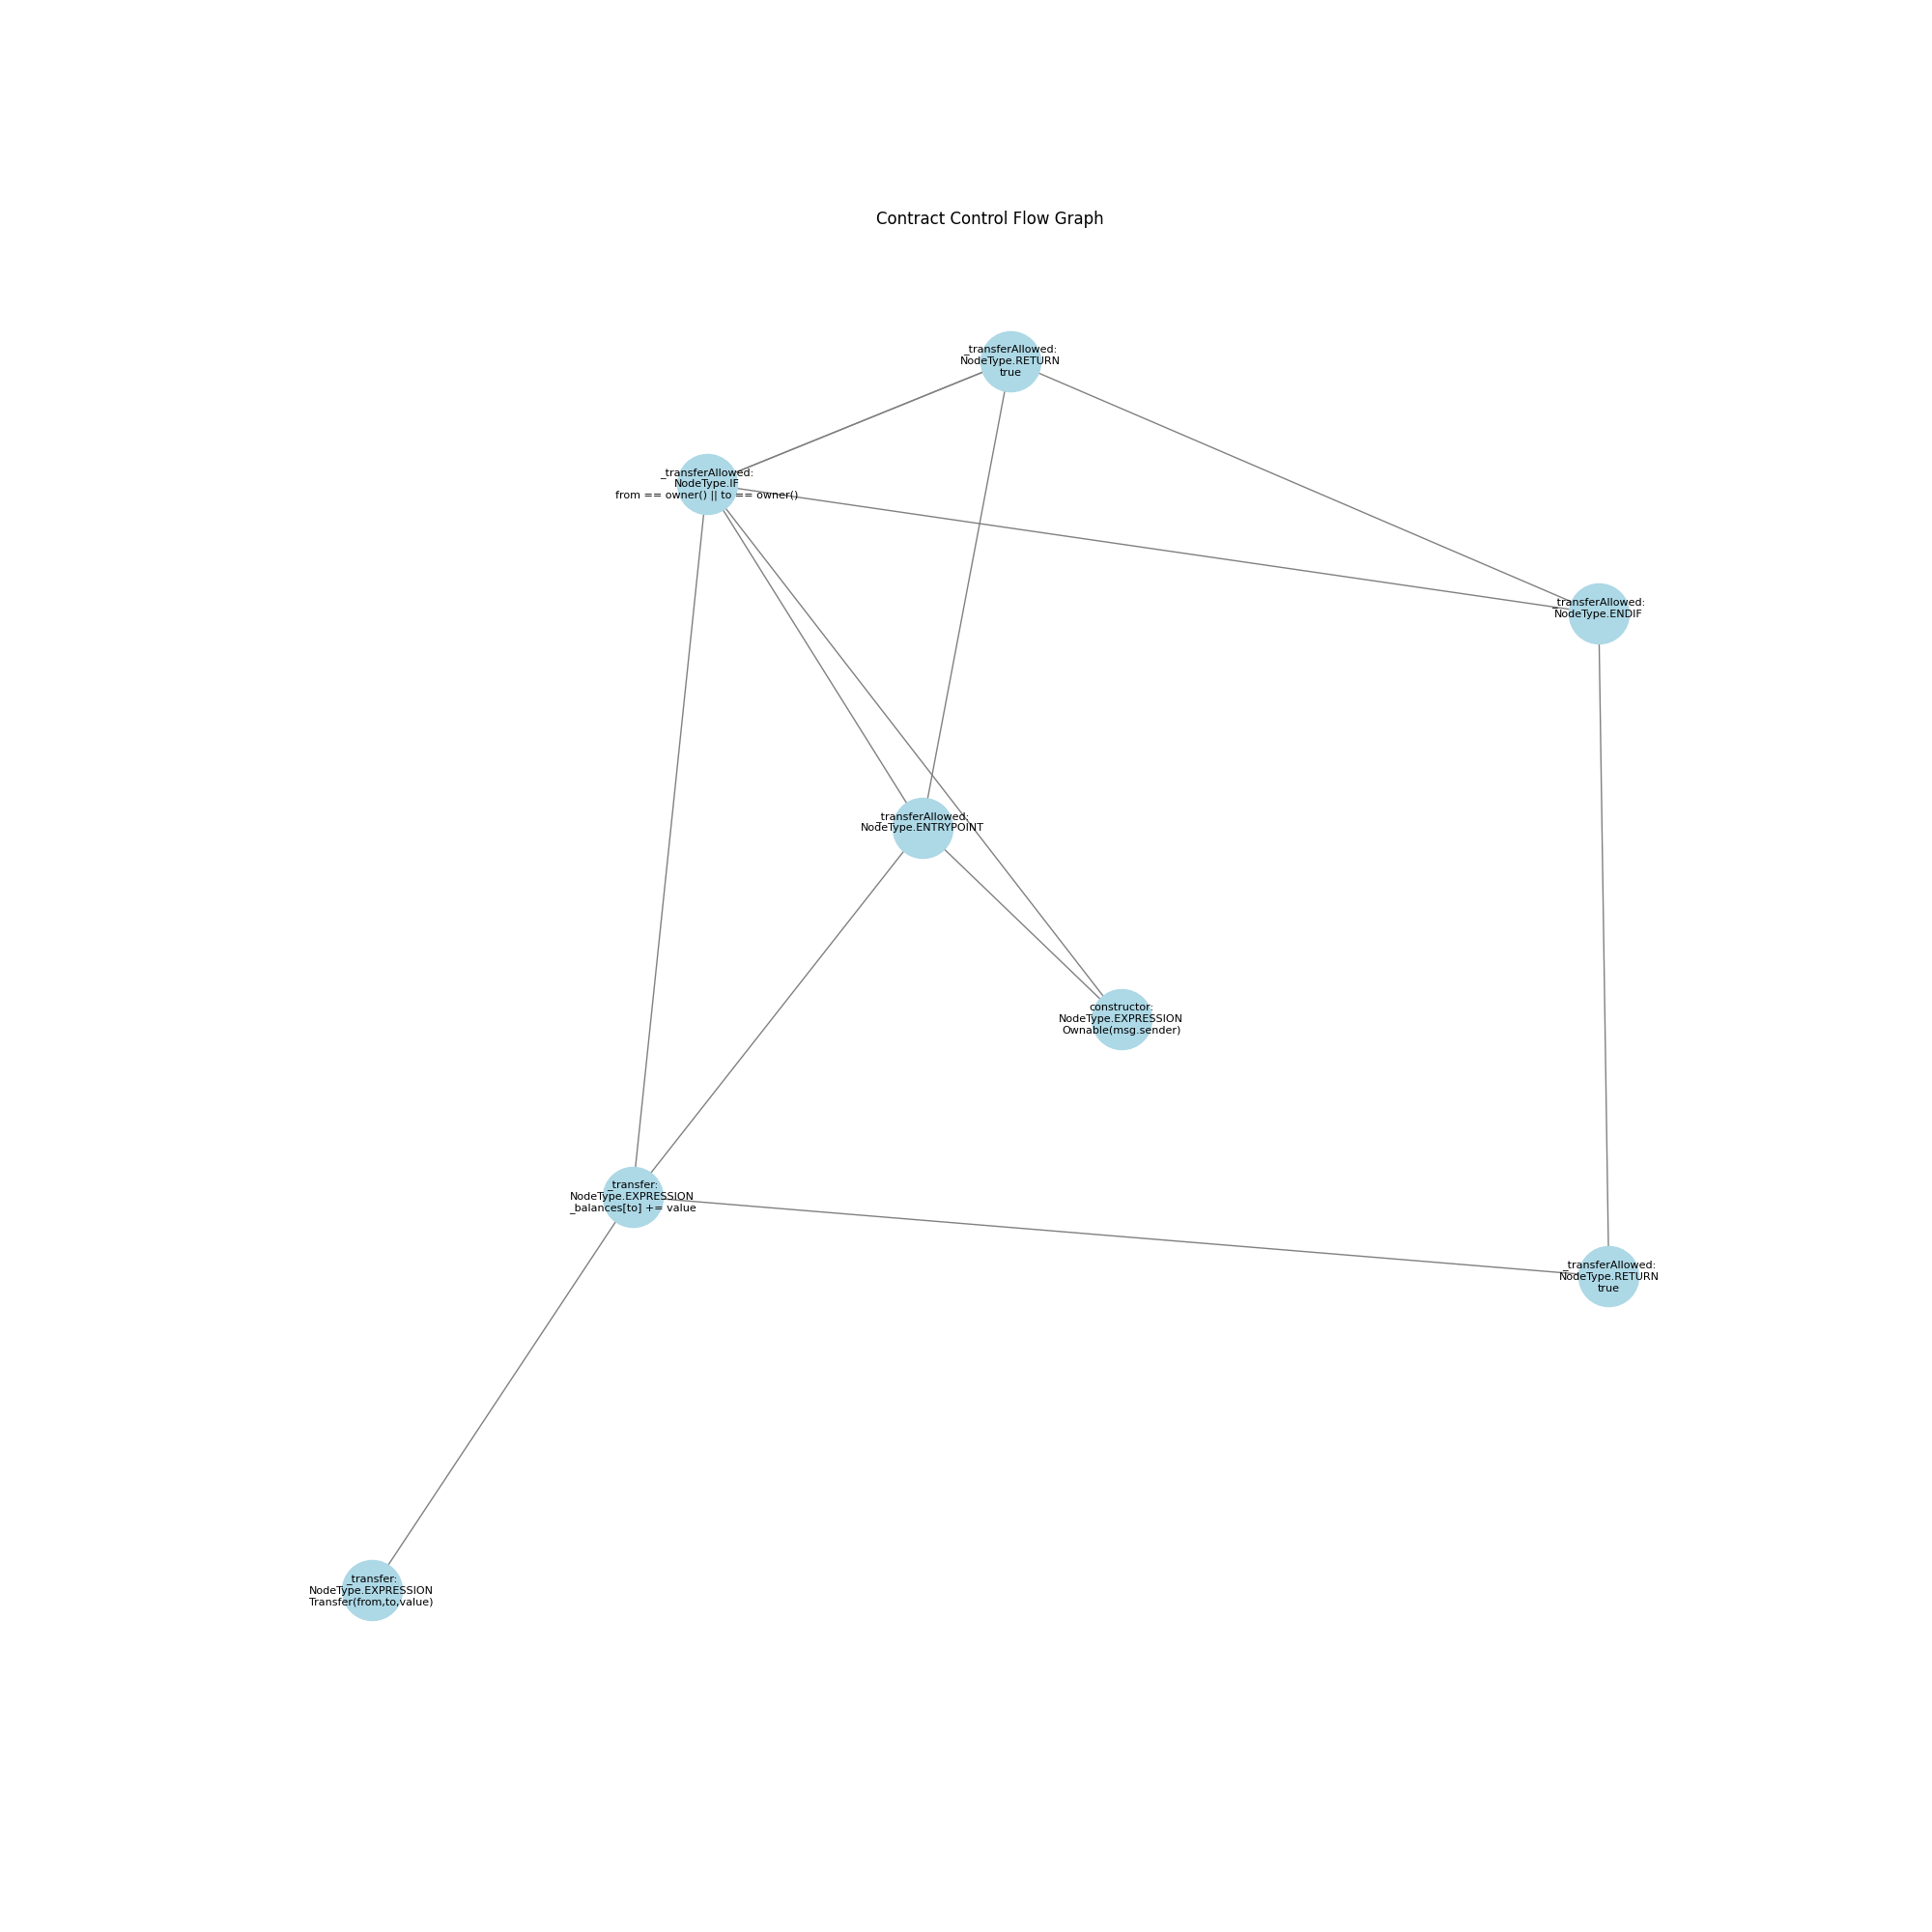 Contract Control Flow Graph
_transferAllowed:
NodeType.RETURN
true
_transferAllowed:
NodeType.IF
from == owner() || to == owner()
_transferAllowed:
NodeType.ENDIF
_transferAllowed:
NodeType.ENTRYPOINT
constructor:
NodeType.EXPRESSION
Ownable(msg.sender)
_transfer:
NodeType.EXPRESSION
_balances[to] += value
_transferAllowed:
NodeType.RETURN
true
_transfer:
NodeType.EXPRESSION
Transfer(from,to,value)